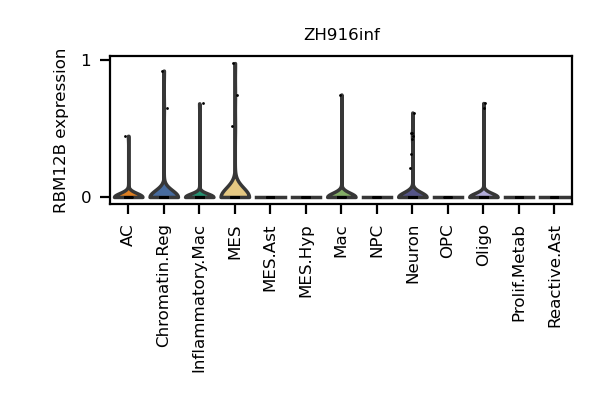 ZH916inf
RBM12B expression
1
0
AC
Chromatin.Reg
Inflammatory.Mac
MES
MES.Ast
MES.Hyp
Mac
NPC
Neuron
OPC
Oligo
Prolif.Metab
Reactive.Ast